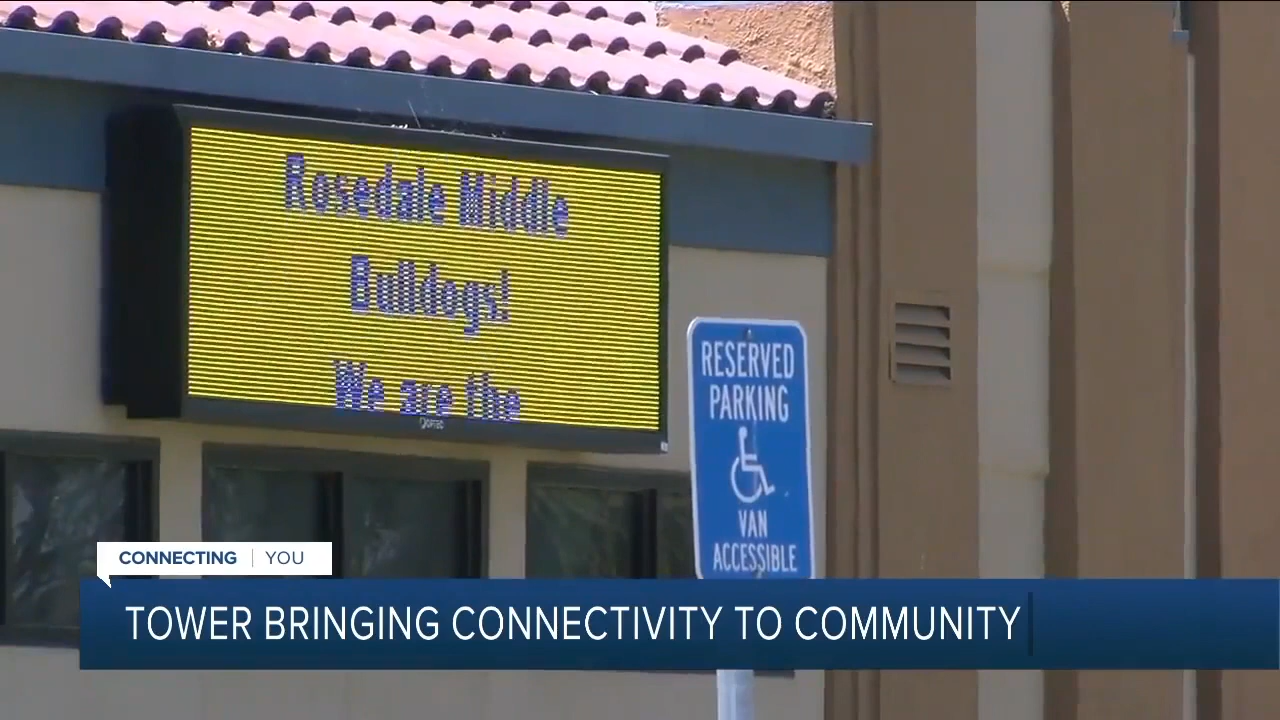 Rosedale Middle
Bulldogs!
We are the
RESERVED
PARKING
VAN
ACCESSIBLE
CONNECTING | YOU
TOWER BRINGING CONNECTIVITY TO COMMUNITY